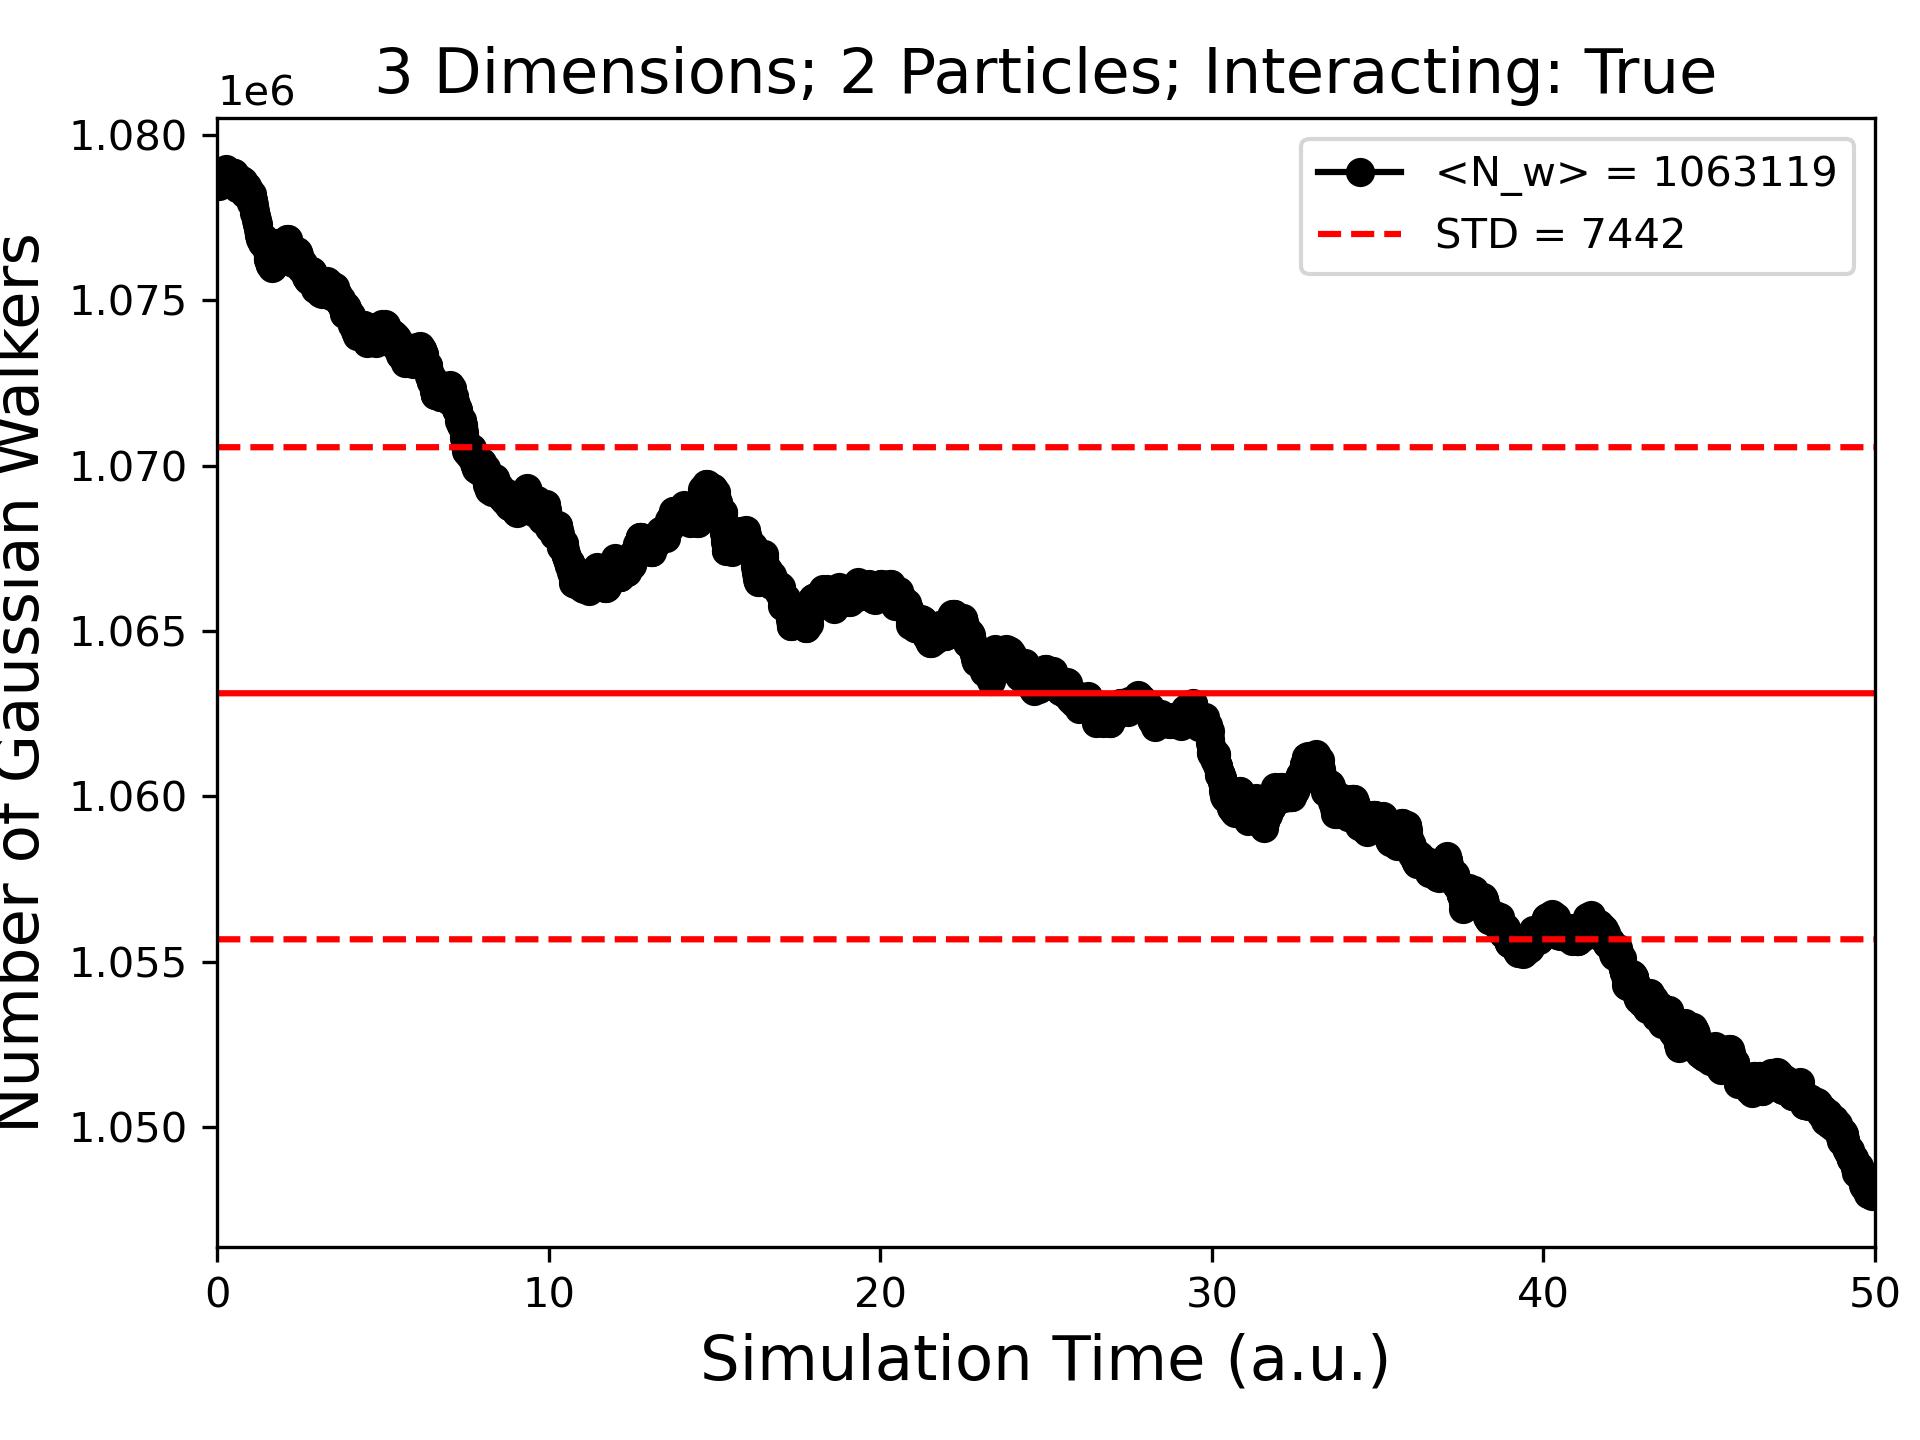 3 Dimensions; 2 Particles; Interacting: True
1e6
<N_w> = 1063119
STD = 7442
1.080
1.075
1.070
1.065
1.060
1.055
1.050
Number of Gaussian Walkers
0 10 20 30 40 50
Simulation Time (a.u.)